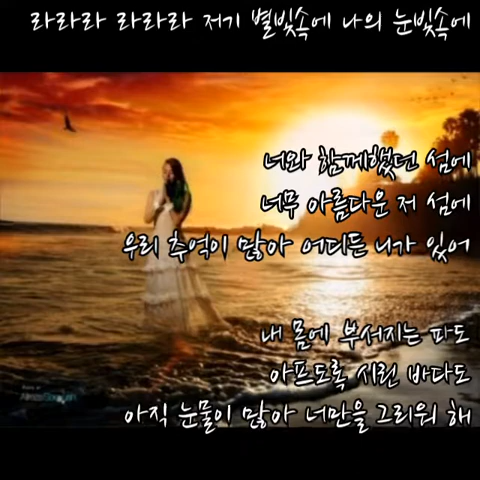 라라라 라라라 저기 별빛속에 나의 눈빛속에
너와 함께했던 섬에
너무 아름다운 저 섬에
우리 추억이 많아 어디든 니가 있어
내 몸에 부서지는 파도
아프도록 시린 바다도
아직 눈물이 많아 너만을 그리워 해